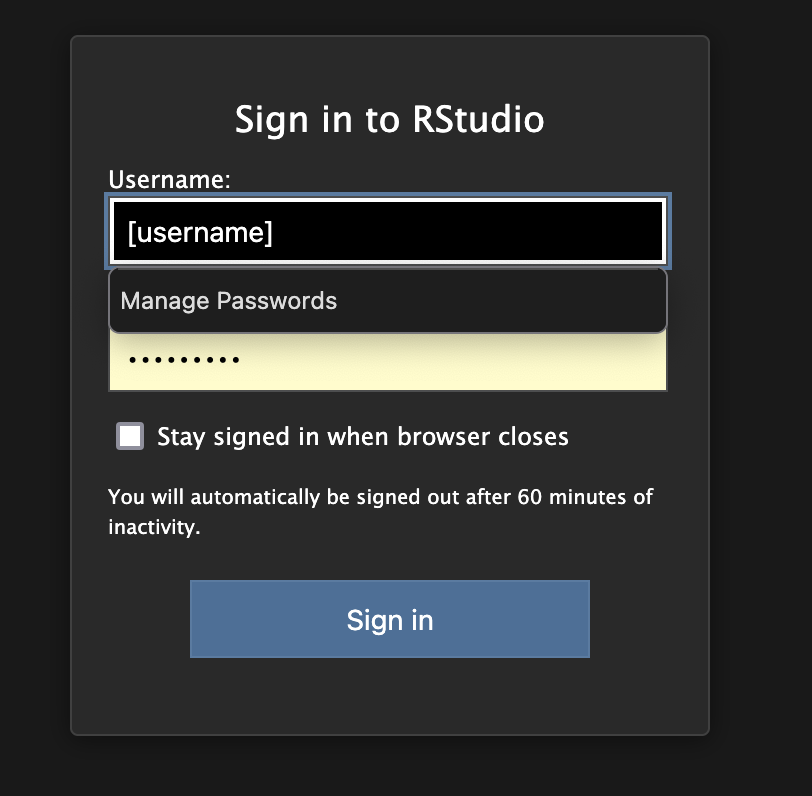 Sign in to RStudio
Username:
[username]
Manage Passwords
•••••••••
Stay signed in when browser closes
You will automatically be signed out after 60 minutes of
inactivity.
Sign in